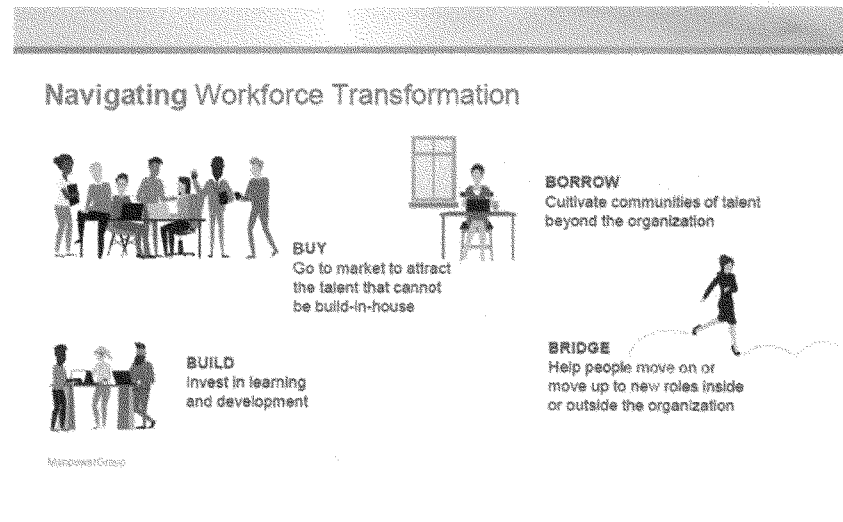 Navigating Workforce Transformation
BUY
Go to market to attract
the talent that cannot
be build-in-house
BORROW
Cultivate communities of talent
beyond the organization
BUILD
Invest in learning
and development
BRIDGE
Help people move on or
move up to new roles inside
or outside the organization
ManpowerGroup